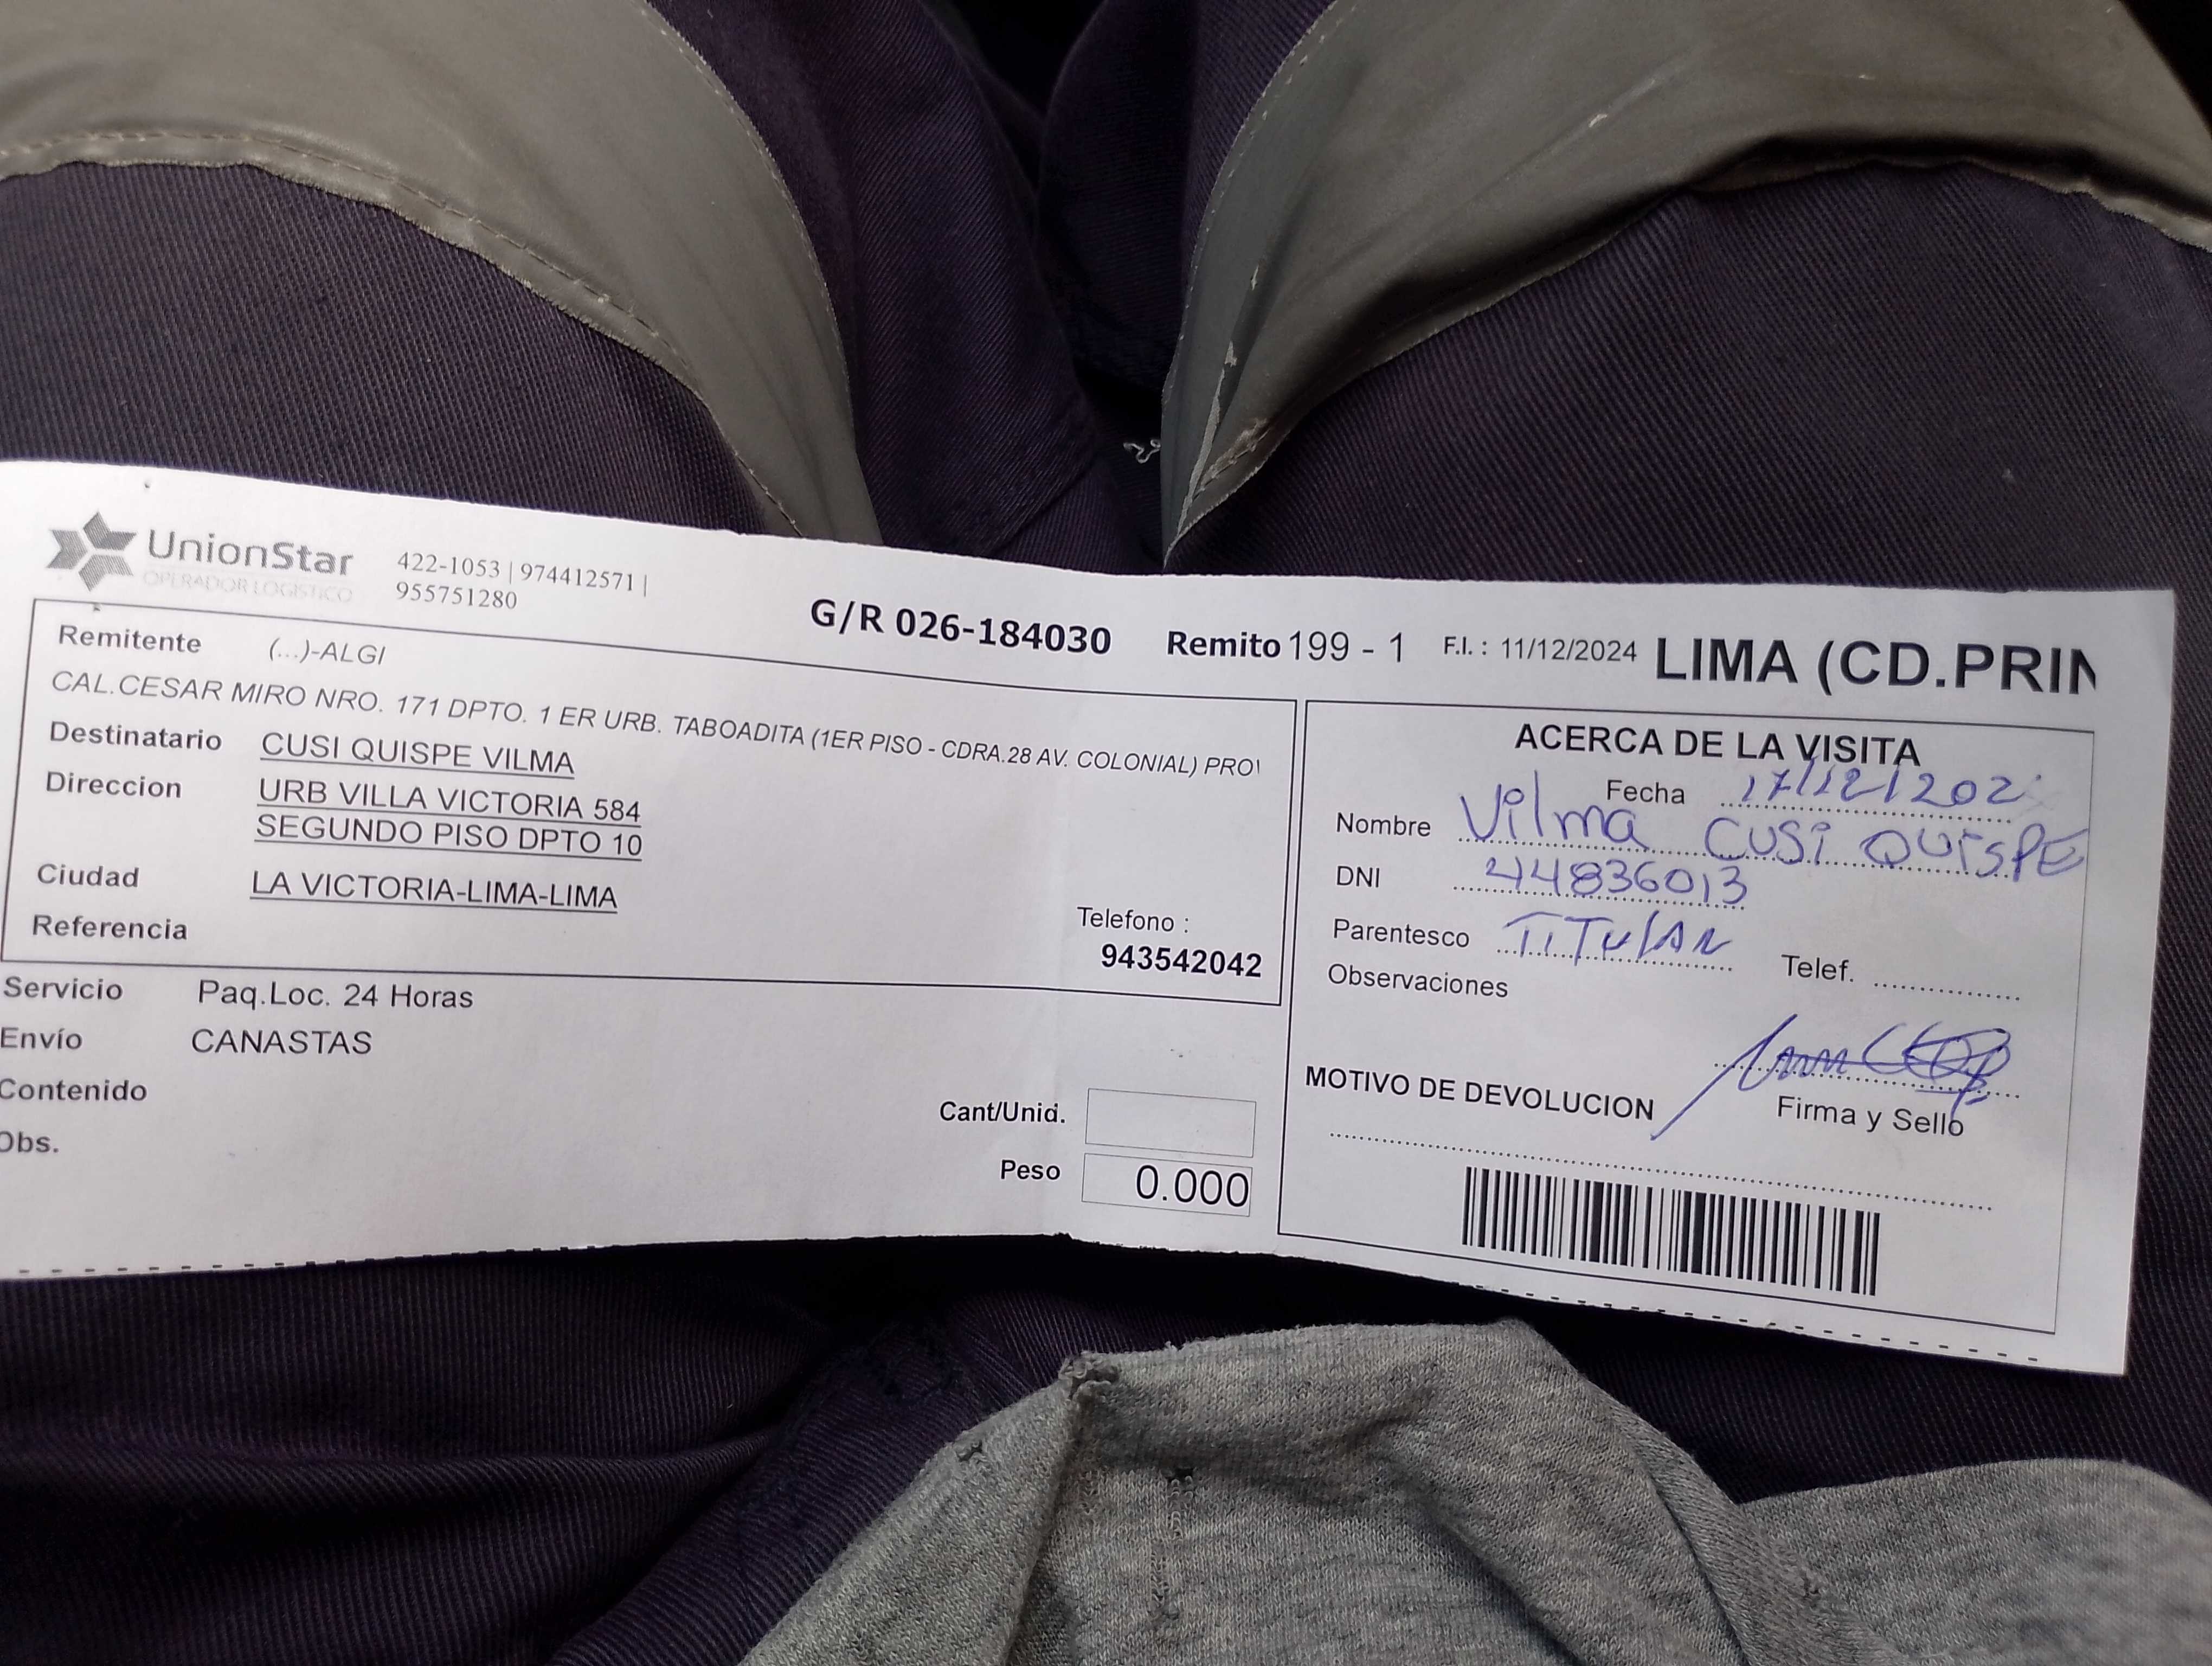 UnionStar
OPERADOR LOGISTICO
422-1053 | 974412571 |
955751280
G/R 026-184030 Remito 199 - 1 F.I. : 11/12/2024 LIMA (CD.PRIN
Remitente (...)-ALGI
CAL.CESAR MIRO NRO. 171 DPTO. 1 ER URB. TABOADITA (1ER PISO - CDRA.28 AV. COLONIAL) PRO
Destinatario CUSI QUISPE VILMA
Direccion URB VILLA VICTORIA 584
SEGUNDO PISO DPTO 10
Ciudad LA VICTORIA-LIMA-LIMA
Referencia
Telefono :
943542042
Servicio Paq.Loc. 24 Horas
Envío CANASTAS
Contenido
Obs.
Cant/Unid.
Peso 0.000
ACERCA DE LA VISITA
Fecha 17/12/202
Nombre Vilma CUSi QUiSPE
DNI 44836013
Parentesco TITulAR Telef.
Observaciones
MOTIVO DE DEVOLUCION
Firma y Sello